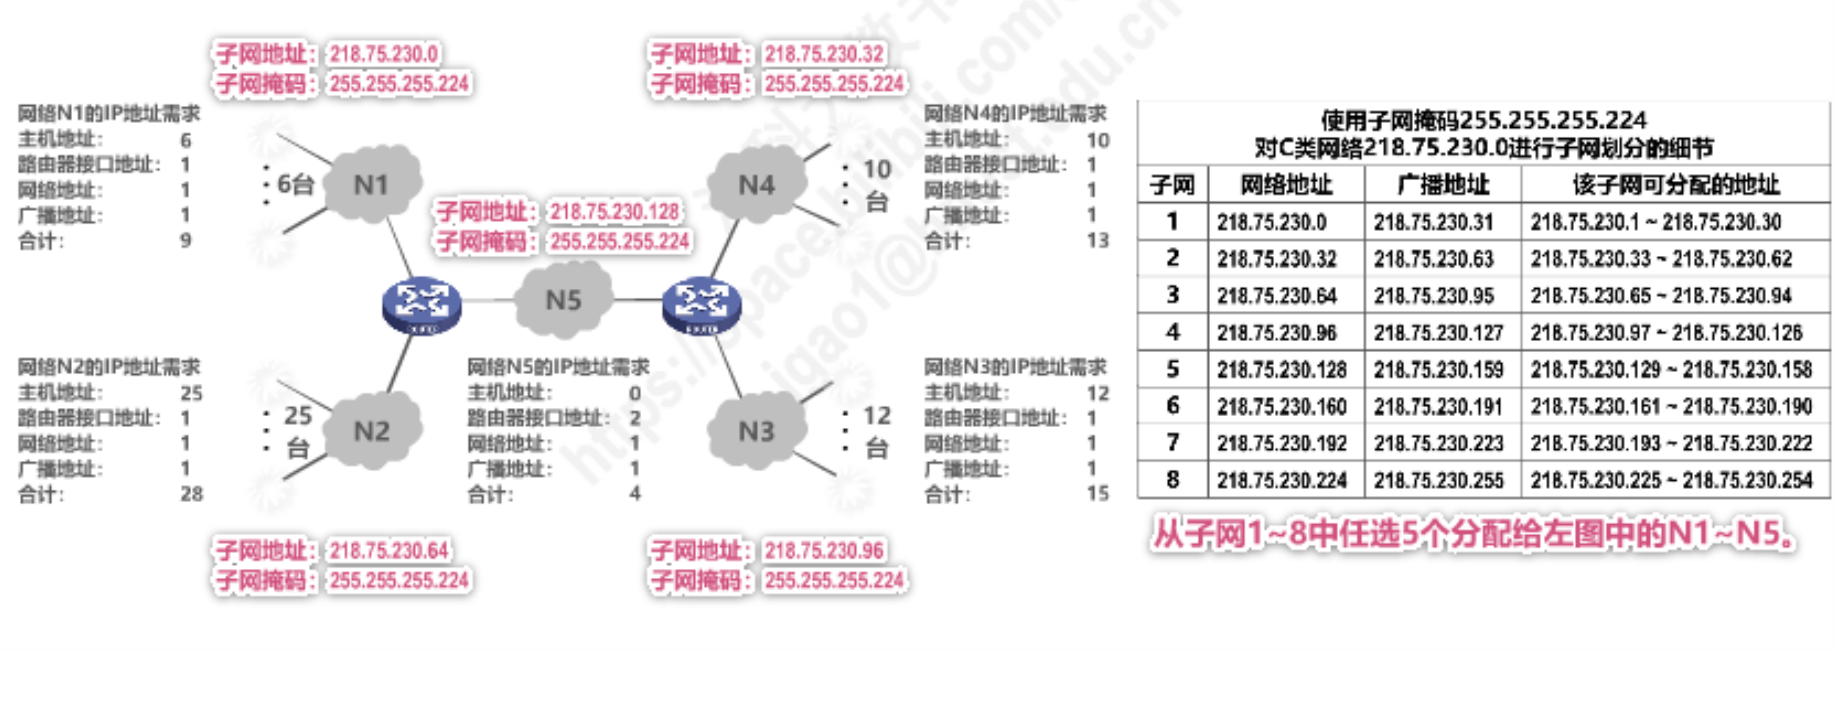 子网地址：218.75.230.0
子网掩码：255.255.255.224
子网地址：218.75.230.32
子网掩码：255.255.255.224
网络N1的IP地址需求
主机地址： 6
路由器接口地址： 1
网络地址： 1
广播地址： 1
合计： 9
6台
N1
子网地址：218.75.230.128
子网掩码：255.255.255.224
N4
10
台
网络N4的IP地址需求
主机地址： 10
路由器接口地址： 1
网络地址： 1
广播地址： 1
合计： 13
N5
ROUTER
ROUTER
网络N2的IP地址需求
主机地址： 25
路由器接口地址： 1
网络地址： 1
广播地址： 1
合计： 28
25
台
N2
网络N5的IP地址需求
主机地址： 0
路由器接口地址： 2
网络地址： 1
广播地址： 1
合计： 4
N3
12
台
网络N3的IP地址需求
主机地址： 12
路由器接口地址： 1
网络地址： 1
广播地址： 1
合计： 15
子网地址：218.75.230.64
子网掩码：255.255.255.224
子网地址：218.75.230.96
子网掩码：255.255.255.224
使用子网掩码255.255.255.224
对C类网络218.75.230.0进行子网划分的细节
子网 网络地址 广播地址 该子网可分配的地址
1 218.75.230.0 218.75.230.31 218.75.230.1 ~ 218.75.230.30
2 218.75.230.32 218.75.230.63 218.75.230.33 ~ 218.75.230.62
3 218.75.230.64 218.75.230.95 218.75.230.65 ~ 218.75.230.94
4 218.75.230.96 218.75.230.127 218.75.230.97 ~ 218.75.230.126
5 218.75.230.128 218.75.230.159 218.75.230.129 ~ 218.75.230.158
6 218.75.230.160 218.75.230.191 218.75.230.161 ~ 218.75.230.190
7 218.75.230.192 218.75.230.223 218.75.230.193 ~ 218.75.230.222
8 218.75.230.224 218.75.230.255 218.75.230.225 ~ 218.75.230.254
从子网1~8中任选5个分配给左图中的N1~N5。